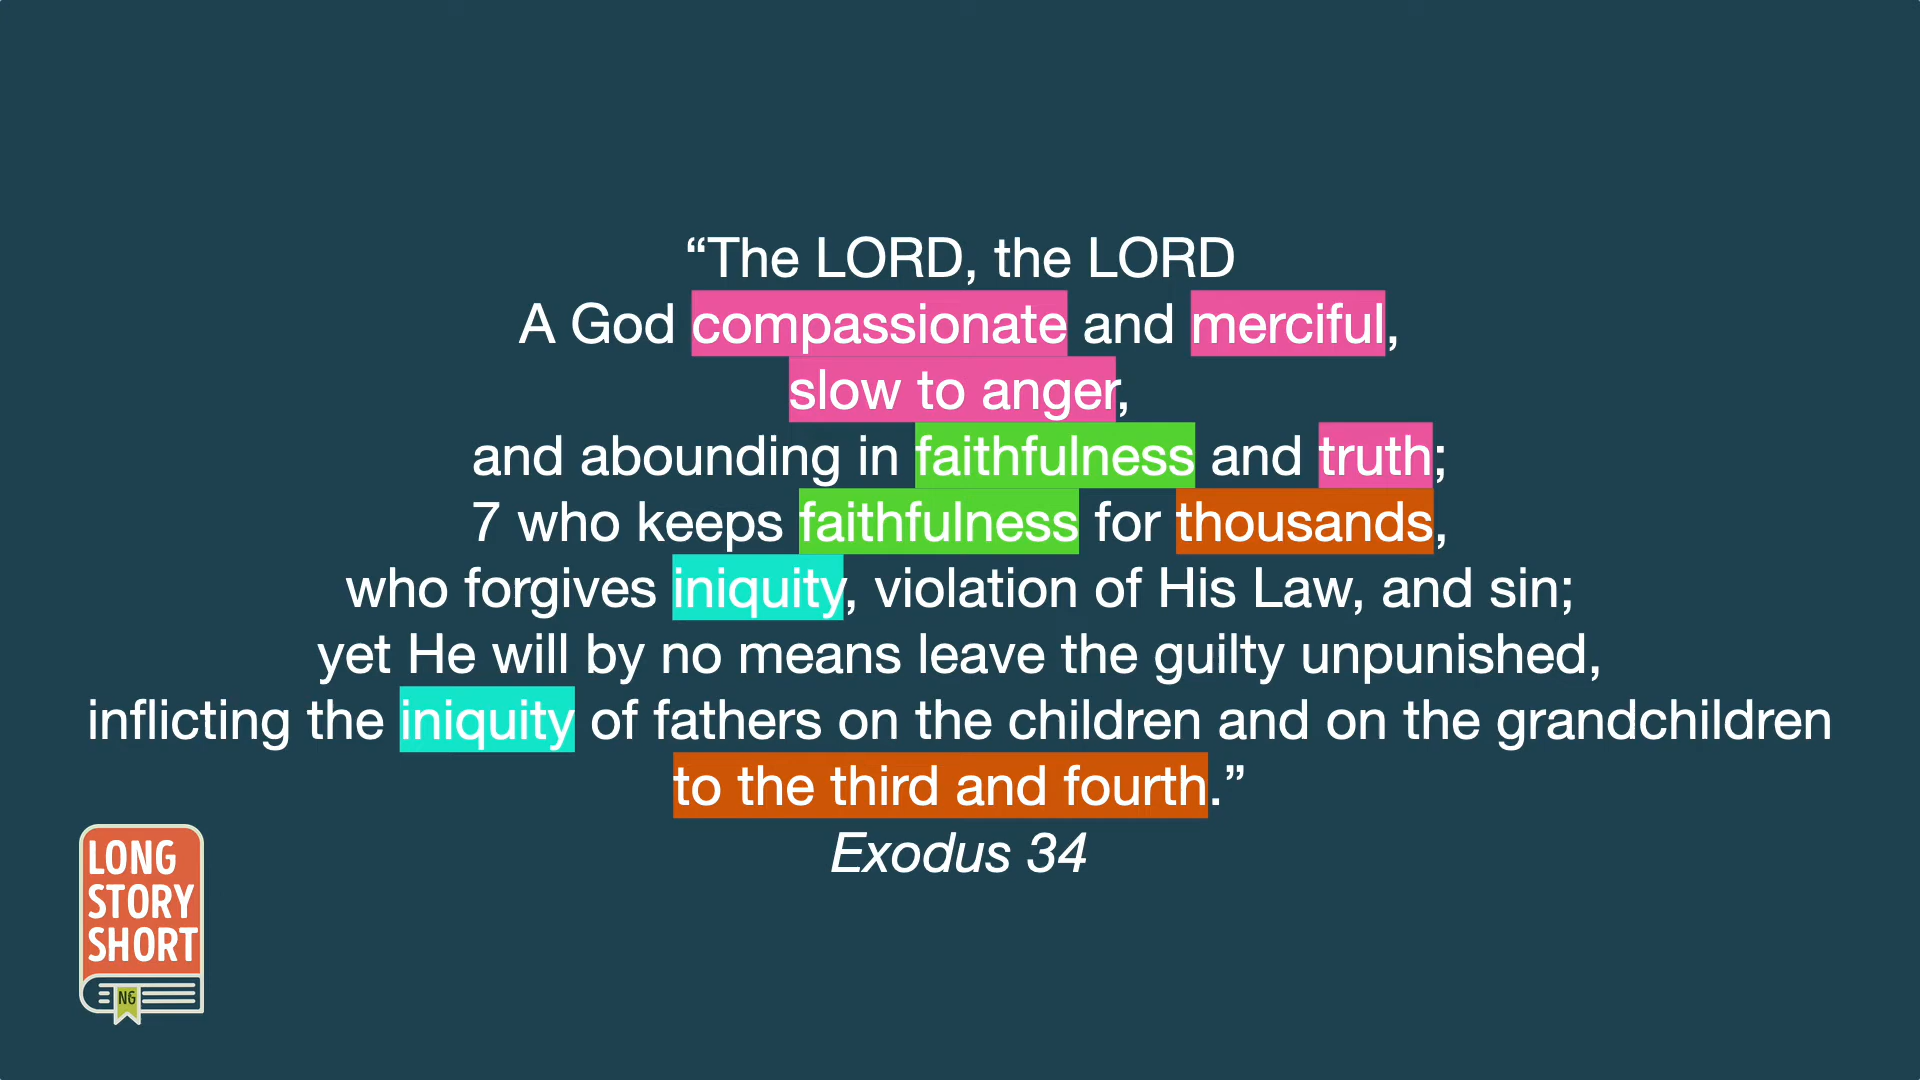 “The LORD, the LORD
A God compassionate and merciful,
slow to anger,
and abounding in faithfulness and truth;
7 who keeps faithfulness for thousands,
who forgives iniquity, violation of His Law, and sin;
yet He will by no means leave the guilty unpunished,
inflicting the iniquity of fathers on the children and on the grandchildren
to the third and fourth.”
Exodus 34
LONG
STORY
SHORT
NG